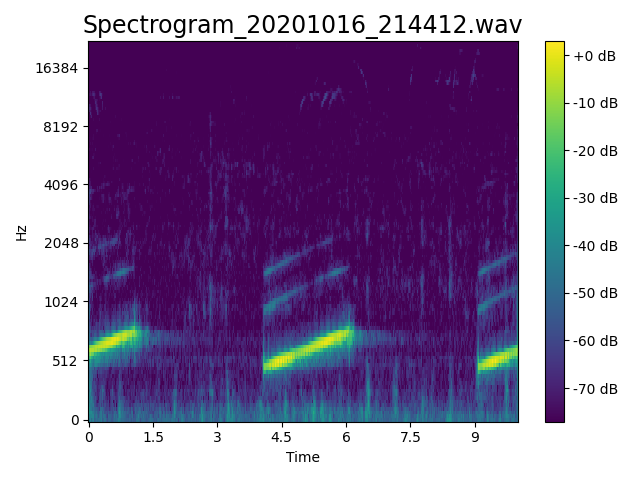 Spectrogram_20201016_214412.wav
16384
8192
4096
2048
1024
512
0
Hz
0 1.5 3 4.5 6 7.5 9
Time
+0 dB
-10 dB
-20 dB
-30 dB
-40 dB
-50 dB
-60 dB
-70 dB